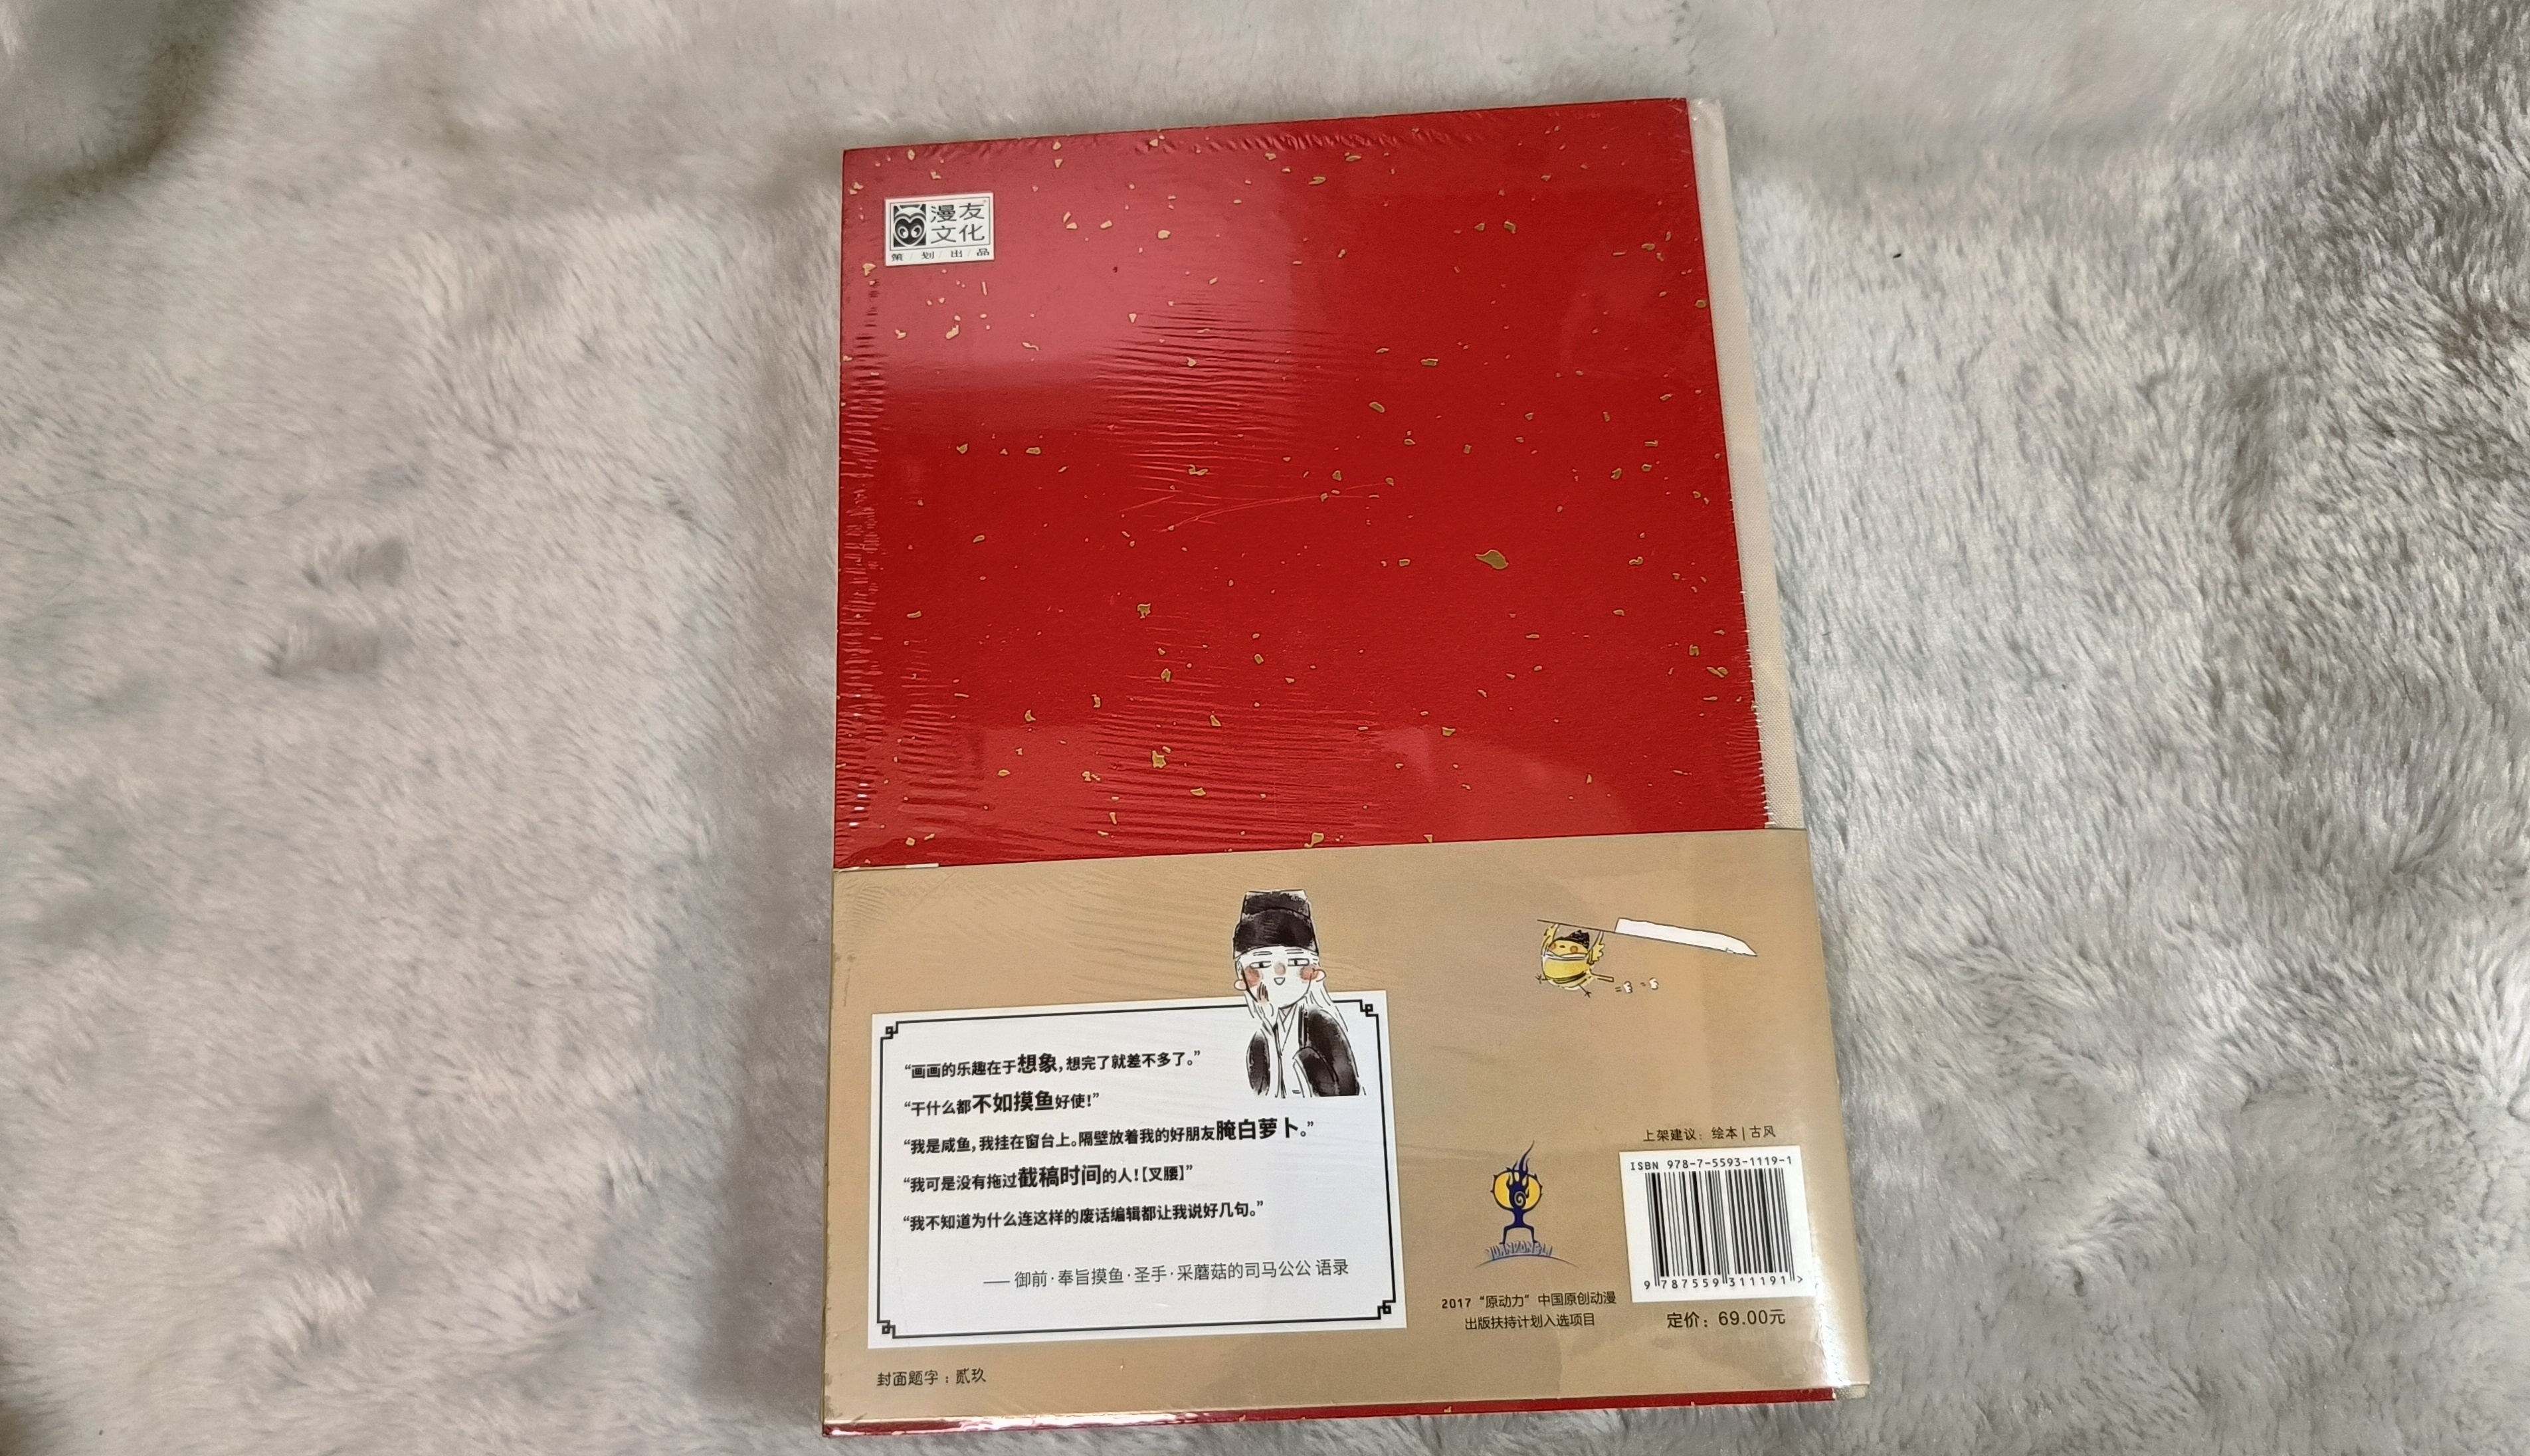 漫友
文化
策/划/出/品
“画画的乐趣在于想象，想完了就差不多了。”
“干什么都不如摸鱼好使！”
“我是咸鱼，我挂在窗台上。隔壁放着我的好朋友腌白萝卜。”
“我可是没有拖过截稿时间的人！【叉腰】”
“我不知道为什么连这样的废话编辑都让我说好几句。”
—— 御前·奉旨摸鱼·圣手·采蘑菇的司马公公 语录
封面题字：贰玖
YUANDONGLI
2017“原动力”中国原创动漫
出版扶持计划入选项目
上架建议：绘本|古风
ISBN 978-7-5593-1119-1
9 787559 311191 >
定价：69.00元